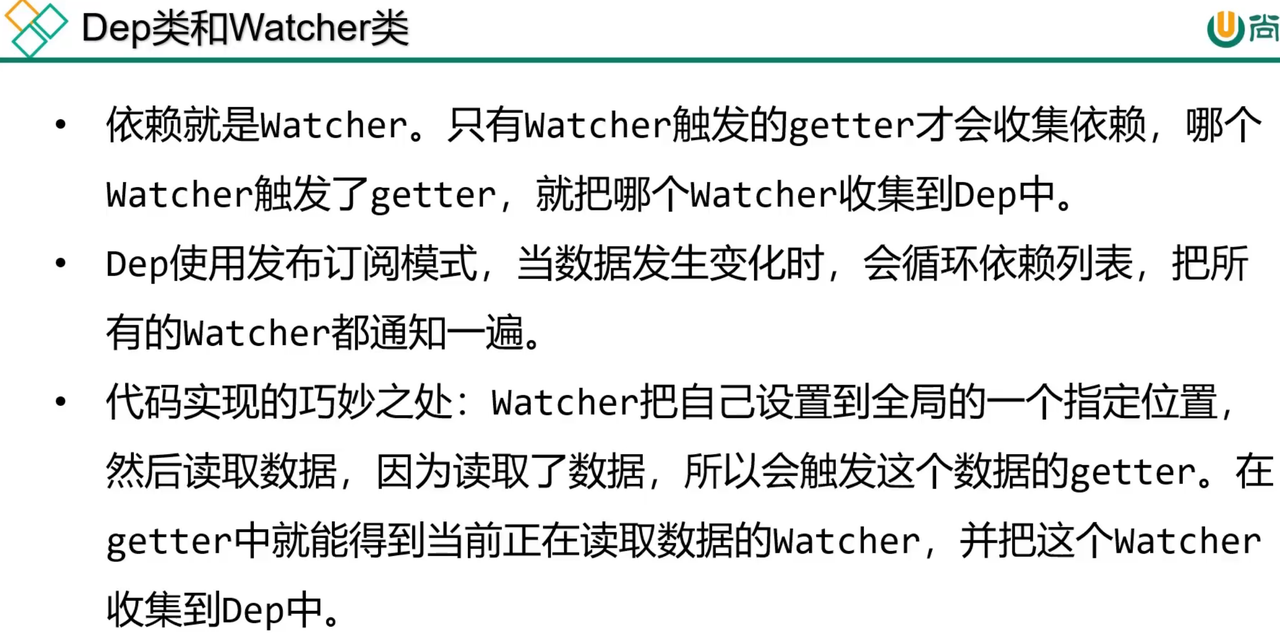 Dep类和Watcher类
U尚
• 依赖就是Watcher。只有Watcher触发的getter才会收集依赖，哪个
Watcher触发了getter，就把哪个Watcher收集到Dep中。
• Dep使用发布订阅模式，当数据发生变化时，会循环依赖列表，把所
有的Watcher都通知一遍。
• 代码实现的巧妙之处：Watcher把自己设置到全局的一个指定位置，
然后读取数据，因为读取了数据，所以会触发这个数据的getter。在
getter中就能得到当前正在读取数据的Watcher，并把这个Watcher
收集到Dep中。